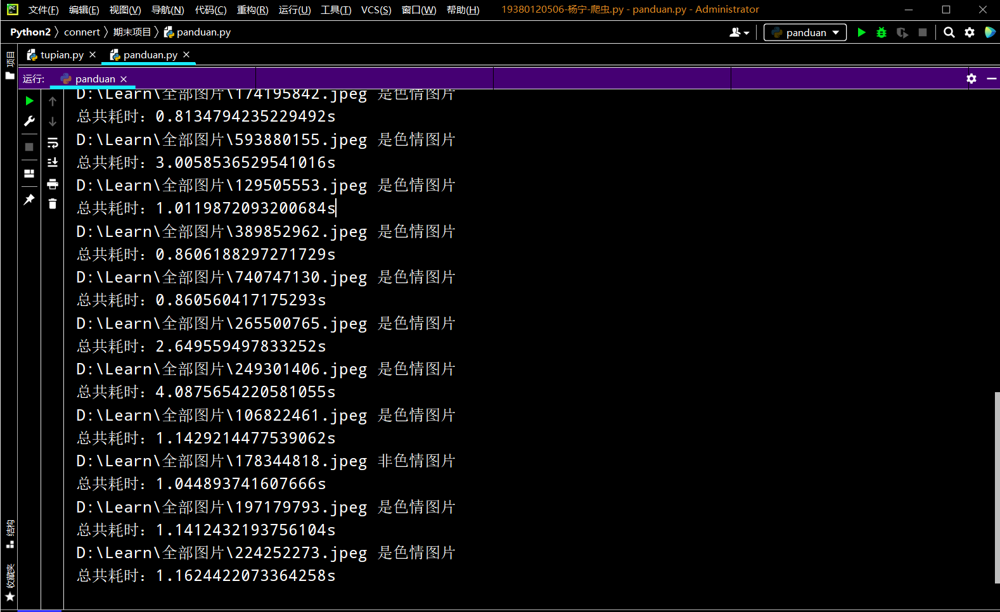 文件(F) 编辑(E) 视图(V) 导航(N) 代码(C) 重构(R) 运行(U) 工具(T) VCS(S) 窗口(W) 帮助(H) 19380120506-杨宁-爬虫.py - panduan.py - Administrator
Python2 connert 期末项目 panduan.py panduan
项目
tupian.py panduan.py
运行: panduan
D:\Learn\全部图片\174195842.jpeg 是色情图片
总共耗时：0.8134794235229492s
D:\Learn\全部图片\593880155.jpeg 是色情图片
总共耗时：3.0058536529541016s
D:\Learn\全部图片\129505553.jpeg 是色情图片
总共耗时：1.0119872093200684s
D:\Learn\全部图片\389852962.jpeg 是色情图片
总共耗时：0.8606188297271729s
D:\Learn\全部图片\740747130.jpeg 是色情图片
总共耗时：0.860560417175293s
D:\Learn\全部图片\265500765.jpeg 是色情图片
总共耗时：2.649559497833252s
D:\Learn\全部图片\249301406.jpeg 是色情图片
总共耗时：4.0875654220581055s
D:\Learn\全部图片\106822461.jpeg 是色情图片
总共耗时：1.1429214477539062s
D:\Learn\全部图片\178344818.jpeg 非色情图片
总共耗时：1.044893741607666s
D:\Learn\全部图片\197179793.jpeg 是色情图片
总共耗时：1.1412432193756104s
D:\Learn\全部图片\224252273.jpeg 是色情图片
总共耗时：1.1624422073364258s
结构
收藏夹